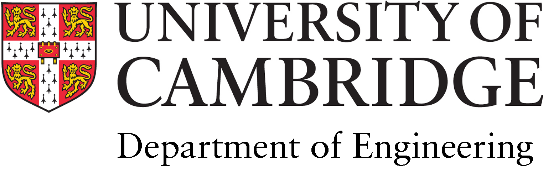 UNIVERSITY OF
CAMBRIDGE
Department of Engineering